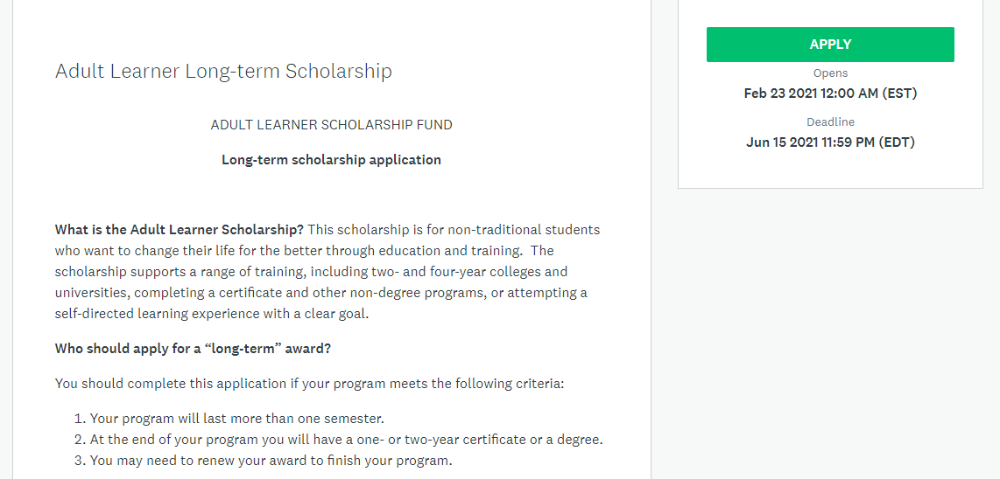 Adult Learner Long-term Scholarship
ADULT LEARNER SCHOLARSHIP FUND
Long-term scholarship application
What is the Adult Learner Scholarship? This scholarship is for non-traditional students
who want to change their life for the better through education and training.  The
scholarship supports a range of training, including two- and four-year colleges and
universities, completing a certificate and other non-degree programs, or attempting a
self-directed learning experience with a clear goal.
Who should apply for a “long-term” award?
You should complete this application if your program meets the following criteria:
1. Your program will last more than one semester.
2. At the end of your program you will have a one- or two-year certificate or a degree.
3. You may need to renew your award to finish your program.
APPLY
Opens
Feb 23 2021 12:00 AM (EST)
Deadline
Jun 15 2021 11:59 PM (EDT)